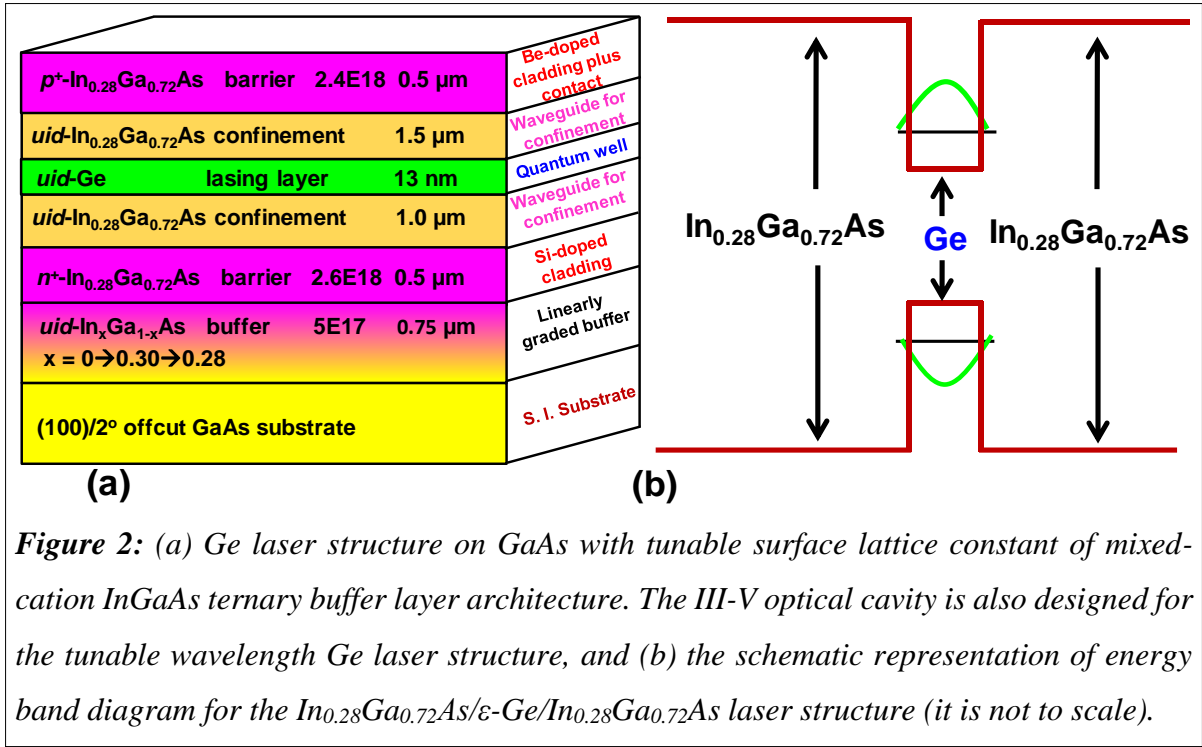 p⁺-In₀.₂₈Ga₀.₇₂As barrier 2.4E18 0.5 µm
Be-doped
cladding plus
contact
uid-In₀.₂₈Ga₀.₇₂As confinement 1.5 µm
Waveguide for
confinement
uid-Ge lasing layer 13 nm
Quantum well
uid-In₀.₂₈Ga₀.₇₂As confinement 1.0 µm
Waveguide for
confinement
n⁺-In₀.₂₈Ga₀.₇₂As barrier 2.6E18 0.5 µm
Si-doped
cladding
uid-InₓGa₁₋ₓAs buffer 5E17 0.75 µm
x = 0→0.30→0.28
Linearly
graded buffer
(100)/2º offcut GaAs substrate
S. I. Substrate
(a)
In₀.₂₈Ga₀.₇₂As
Ge
In₀.₂₈Ga₀.₇₂As
(b)
Figure 2: (a) Ge laser structure on GaAs with tunable surface lattice constant of mixed-
cation InGaAs ternary buffer layer architecture. The III-V optical cavity is also designed for
the tunable wavelength Ge laser structure, and (b) the schematic representation of energy
band diagram for the In₀.₂₈Ga₀.₇₂As/ε-Ge/In₀.₂₈Ga₀.₇₂As laser structure (it is not to scale).